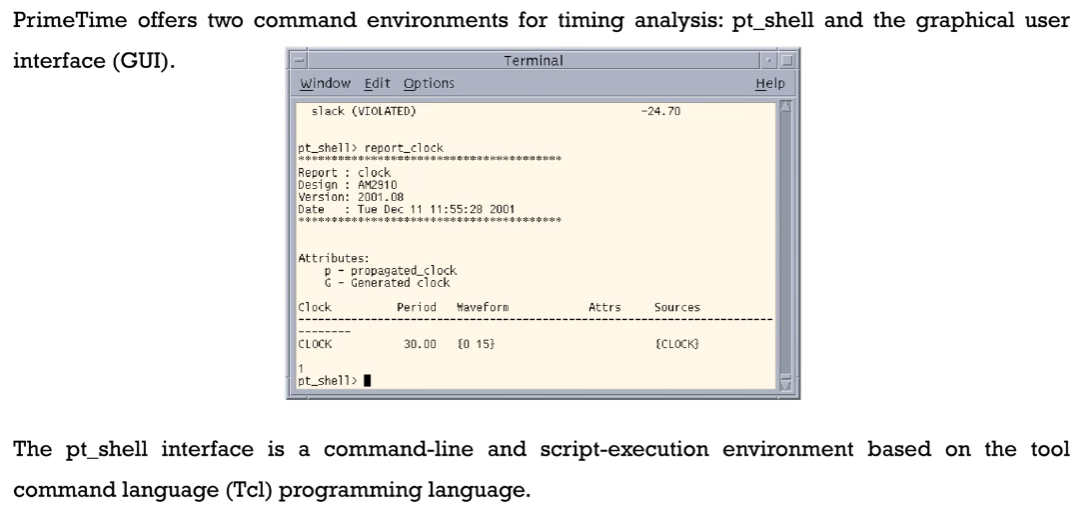 PrimeTime offers two command environments for timing analysis: pt_shell and the graphical user
interface (GUI).
Terminal
Window Edit Options Help
slack (VIOLATED) -24.70
pt_shell> report_clock
****************************************
Report : clock
Design : AM2910
Version: 2001.08
Date : Tue Dec 11 11:55:28 2001
****************************************
Attributes:
p - propagated_clock
G - Generated clock
Clock Period Waveform Attrs Sources
--------------------------------------------------------------------------------
--------
CLOCK 30.00 {0 15} {CLOCK}
1
pt_shell>
The pt_shell interface is a command-line and script-execution environment based on the tool
command language (Tcl) programming language.